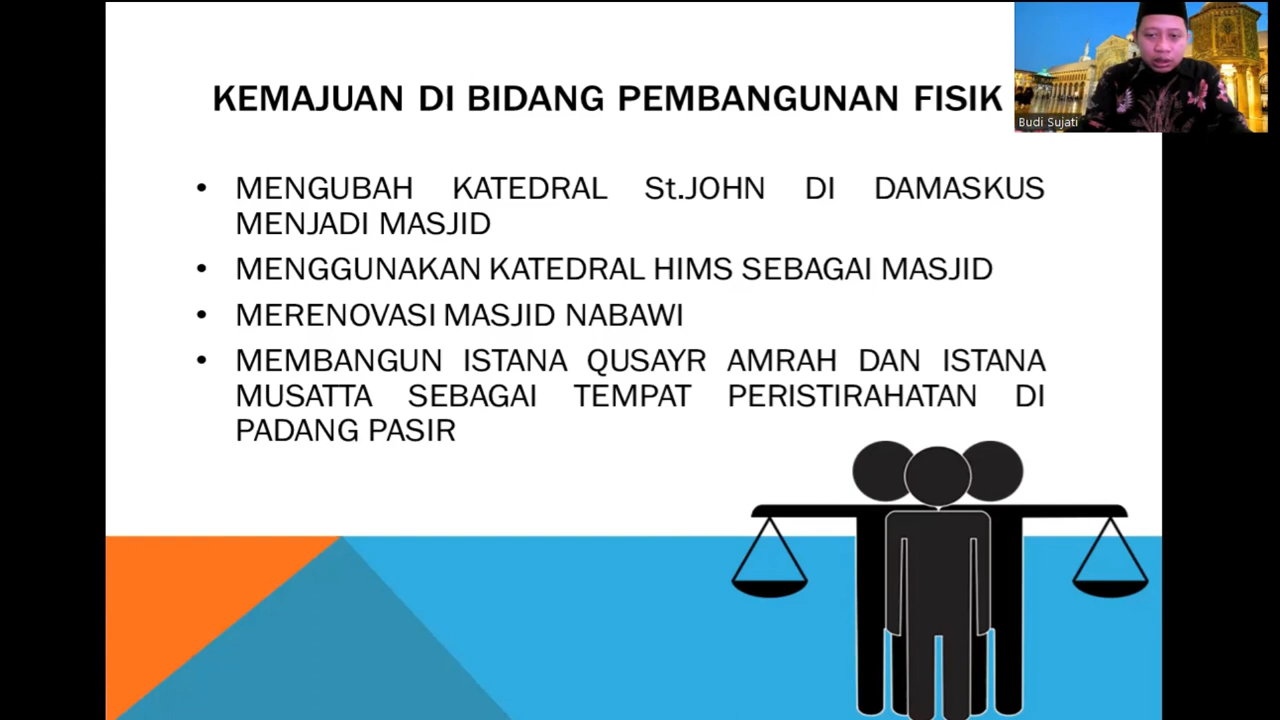 KEMAJUAN DI BIDANG PEMBANGUNAN FISIK
Budi Sujati
• MENGUBAH KATEDRAL St.JOHN DI DAMASKUS
MENJADI MASJID
• MENGGUNAKAN KATEDRAL HIMS SEBAGAI MASJID
• MERENOVASI MASJID NABAWI
• MEMBANGUN ISTANA QUSAYR AMRAH DAN ISTANA
MUSATTA SEBAGAI TEMPAT PERISTIRAHATAN DI
PADANG PASIR